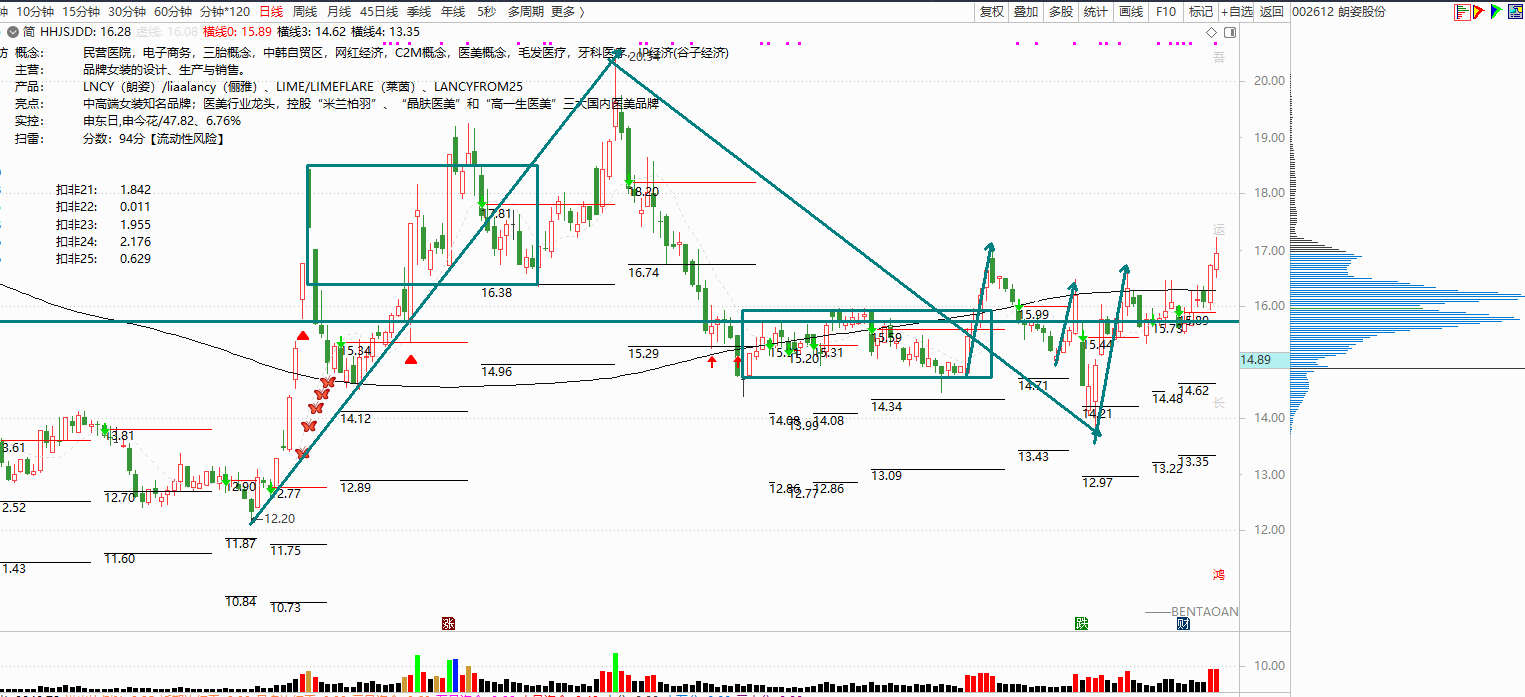 10分钟 15分钟 30分钟 60分钟 分钟*120 日线 周线 月线 45日线 季线 年线 5秒 多周期 更多 〉 复权 叠加 多股 统计 画线 F10 标记 +自选 返回 002612 朗姿股份
简 HHJSJDD: 16.28 虚线: 16.08 横线0: 15.89 横线3: 14.62 横线4: 13.35
概念: 民营医院，电子商务，三胎概念，中韩自贸区，网红经济，C2M概念，医美概念，毛发医疗，牙科医疗，IP经济(谷子经济)
主营: 品牌女装的设计、生产与销售。
产品: LNCY（朗姿）/liaalancy（俪雅）、LIME/LIMEFLARE（莱茵）、LANCYFROM25
亮点: 中高端女装知名品牌；医美行业龙头，控股“米兰柏羽”、“晶肤医美”和“高一生医美”三大国内医美品牌
实控: 申东日,申今花/47.82、6.76%
扫雷: 分数：94分【流动性风险】
扣非21: 1.842
扣非22: 0.011
扣非23: 1.955
扣非24: 2.176
扣非25: 0.629
20.34
18.20
17.81
16.74
16.38
15.99
15.89
15.73
15.59
15.44
15.34
15.31
15.20
15.29
14.96
14.71
14.62
14.48
14.34
14.21
14.12
14.08
14.08
13.99
13.81
3.61
13.43
13.35
13.22
13.09
12.97
12.90
12.89
12.86
12.86
12.77
12.77
12.70
2.52
12.20
11.87
11.75
11.60
1.43
10.84
10.73
20.00
19.00
18.00
17.00
16.00
14.89
14.00
13.00
12.00
10.00
吾
运
长
鸿
——BENTAOAN
张
跌
财